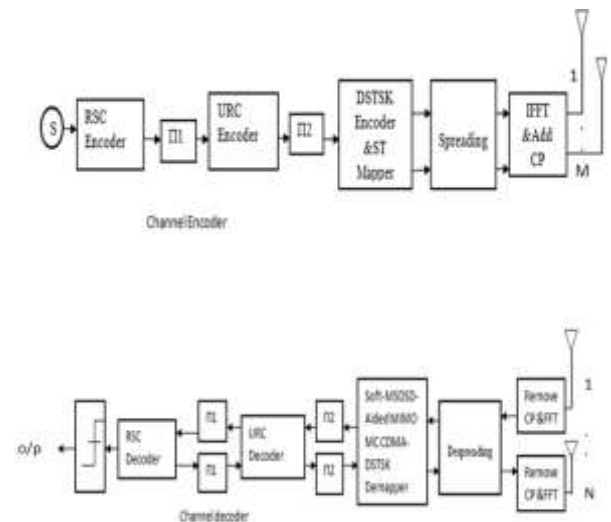 S
RSC
Encoder
Π1
URC
Encoder
Π2
DSTSK
Encoder
&ST
Mapper
Spreading
IFFT
&Add
CP
1
.
.
M
Channel Encoder
o/p
RSC
Decoder
Π1
Π1
URC
Decoder
Π2
Π2
Soft-MSDSD-
Aided MIMO
MC CDMA-
DSTSK
Demapper
Despreading
Remove
CP &FFT
1
.
.
Remove
CP &FFT
N
Channel decoder